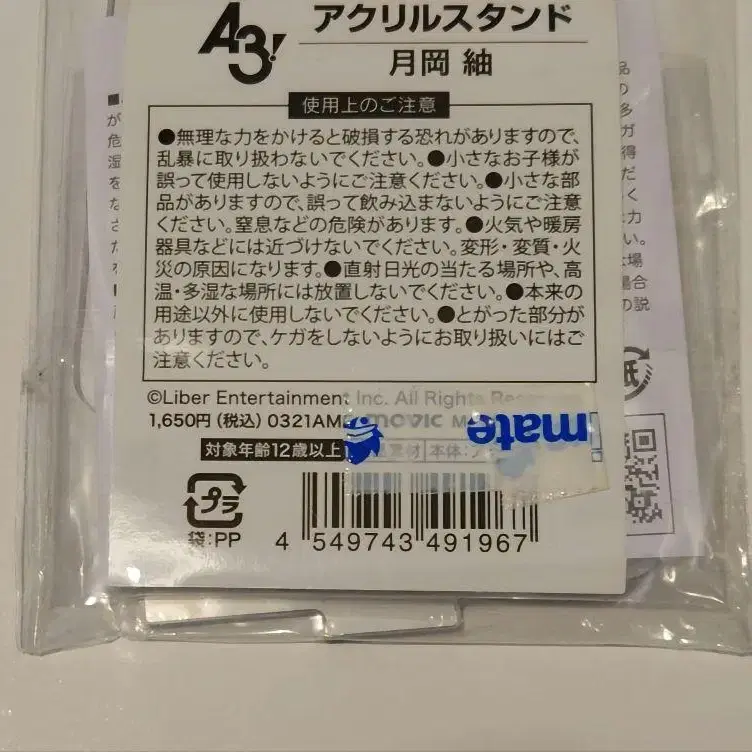 A3!
アクリルスタンド
月岡 紬
使用上のご注意
●無理な力をかけると破損する恐れがありますので、
乱暴に取り扱わないでください。●小さなお子様が
誤って使用しないようにご注意ください。●小さな部
品がありますので、誤って飲み込まないようにご注意
ください。窒息などの危険があります。●火気や暖房
器具などには近づけないでください。変形・変質・火
災の原因になります。●直射日光の当たる場所や、高
温・多湿な場所には放置しないでください。●本来の
用途以外に使用しないでください。●とがった部分が
ありますので、ケガをしないようにお取り扱いにはご
注意ください。
©Liber Entertainment Inc. All Rights
1,650円(税込) 0321AM movic
mate
対象年齢12歳以上 素材 本体:
プラ
袋:PP
4 549743 491967